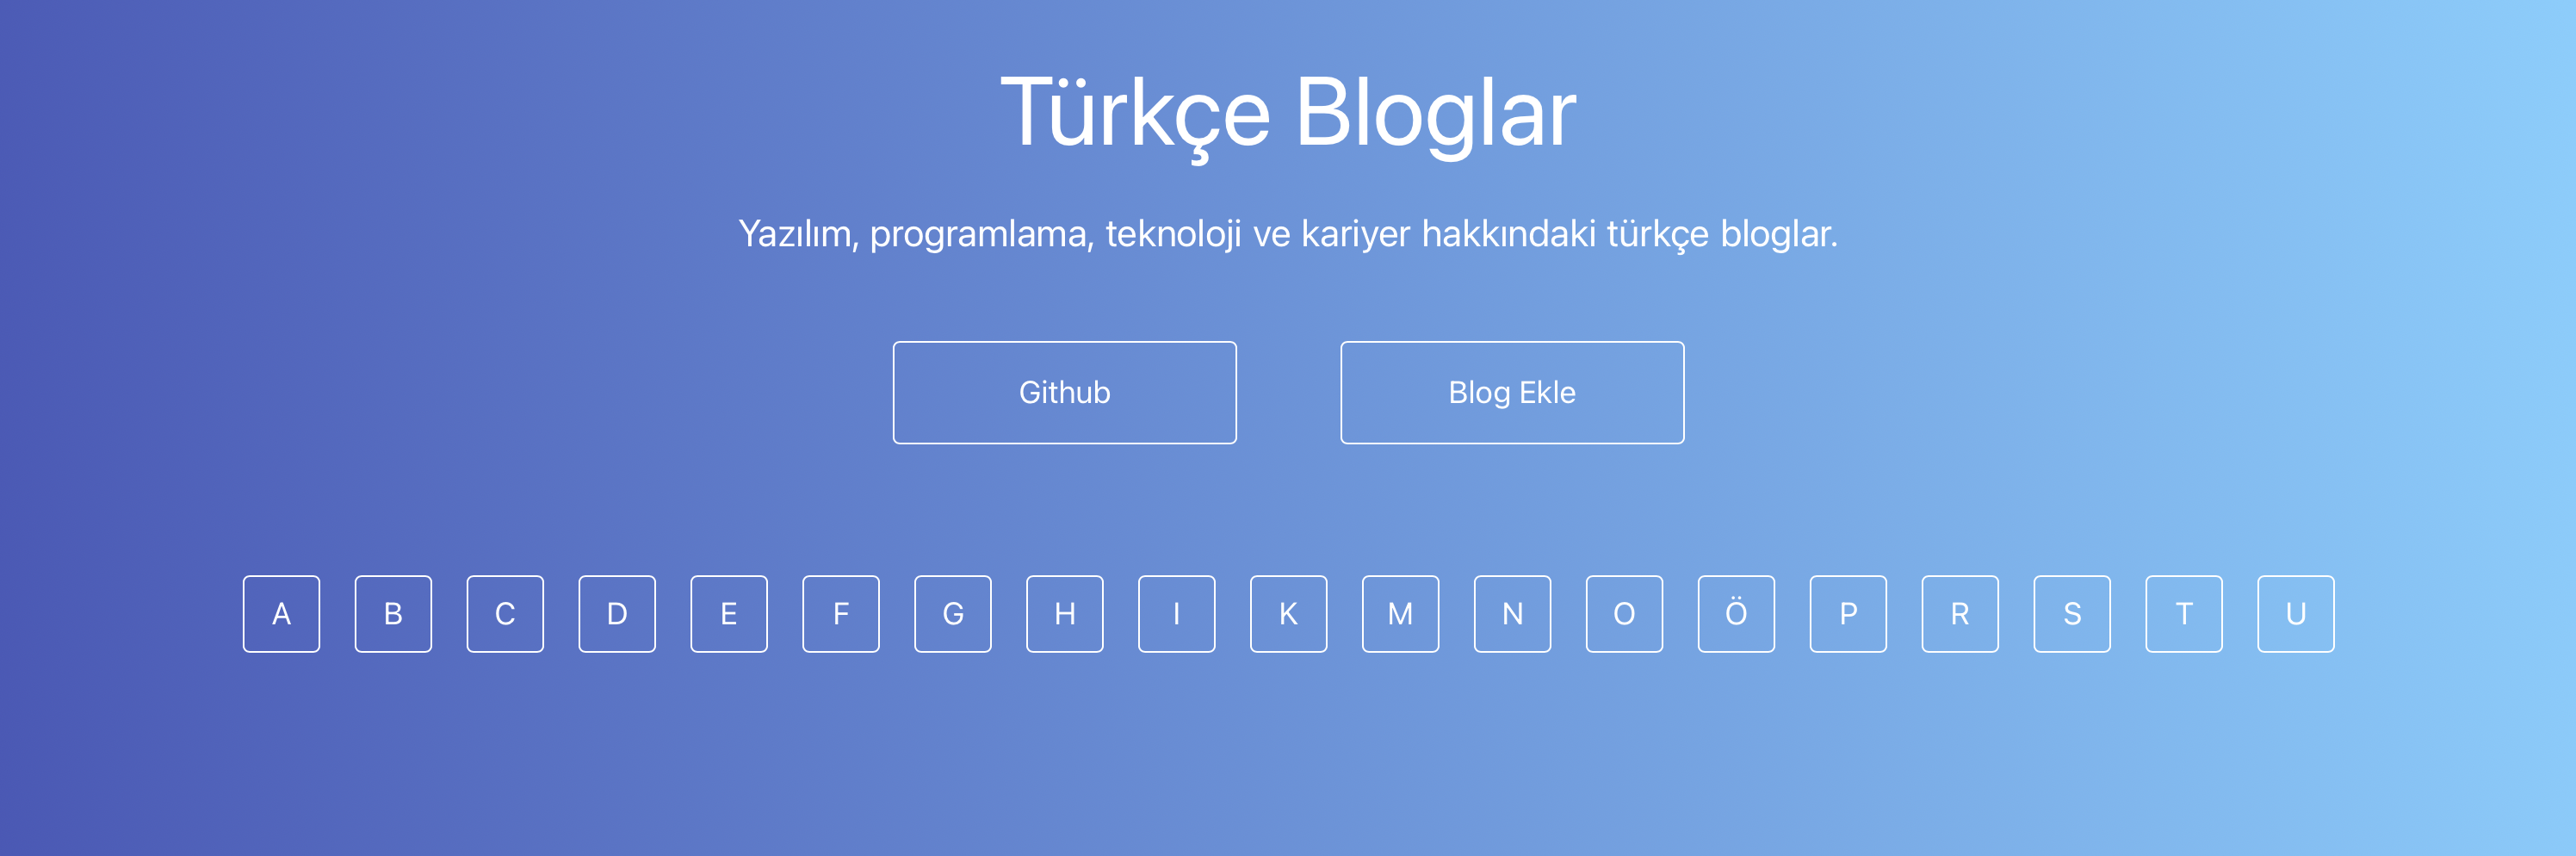 Türkçe Bloglar
Yazılım, programlama, teknoloji ve kariyer hakkındaki türkçe bloglar.
Github Blog Ekle
A B C D E F G H I K M N O Ö P R S T U